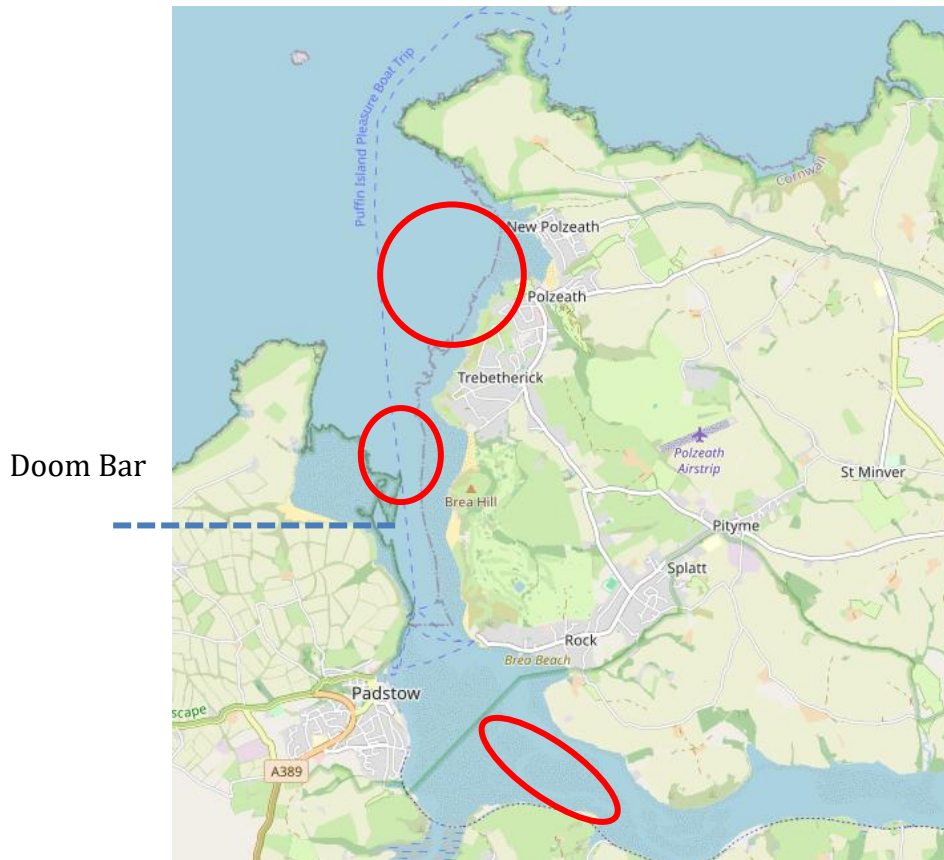 Puffin Island Pleasure Boat Trip
Cornwall
New Polzeath
Polzeath
Trebetherick
Polzeath
Airstrip
Doom Bar
St Minver
Brea Hill
Pityme
Splatt
Rock
Brea Beach
Padstow
scape
A389